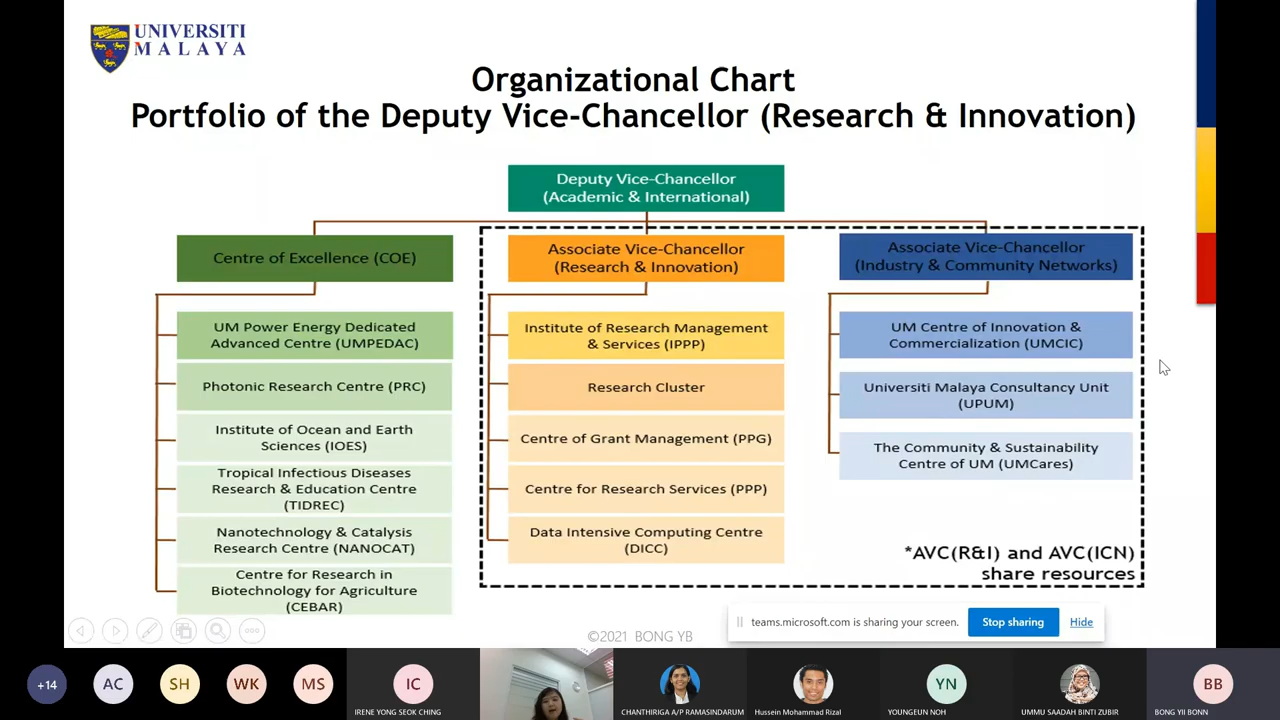 UNIVERSITI
MALAYA
Organizational Chart
Portfolio of the Deputy Vice-Chancellor (Research & Innovation)
Deputy Vice-Chancellor
(Academic & International)
Centre of Excellence (COE)
UM Power Energy Dedicated
Advanced Centre (UMPEDAC)
Photonic Research Centre (PRC)
Institute of Ocean and Earth
Sciences (IOES)
Tropical Infectious Diseases
Research & Education Centre
(TIDREC)
Nanotechnology & Catalysis
Research Centre (NANOCAT)
Centre for Research in
Biotechnology for Agriculture
(CEBAR)
Associate Vice-Chancellor
(Research & Innovation)
Institute of Research Management
& Services (IPPP)
Research Cluster
Centre of Grant Management (PPG)
Centre for Research Services (PPP)
Data Intensive Computing Centre
(DICC)
Associate Vice-Chancellor
(Industry & Community Networks)
UM Centre of Innovation &
Commercialization (UMCIC)
Universiti Malaya Consultancy Unit
(UPUM)
The Community & Sustainability
Centre of UM (UMCares)
*AVC(R&I) and AVC(ICN)
share resources
©2021 BONG YB
teams.microsoft.com is sharing your screen.
Stop sharing
Hide
+14
AC
SH
WK
MS
IC
IRENE YONG SEOK CHING
CHANTHIRIGA A/P RAMASINDARUM
Hussein Mohammad Rizal
YN
YOUNGEUN NOH
UMMU SAADAH BINTI ZUBIR
BB
BONG YII BONN